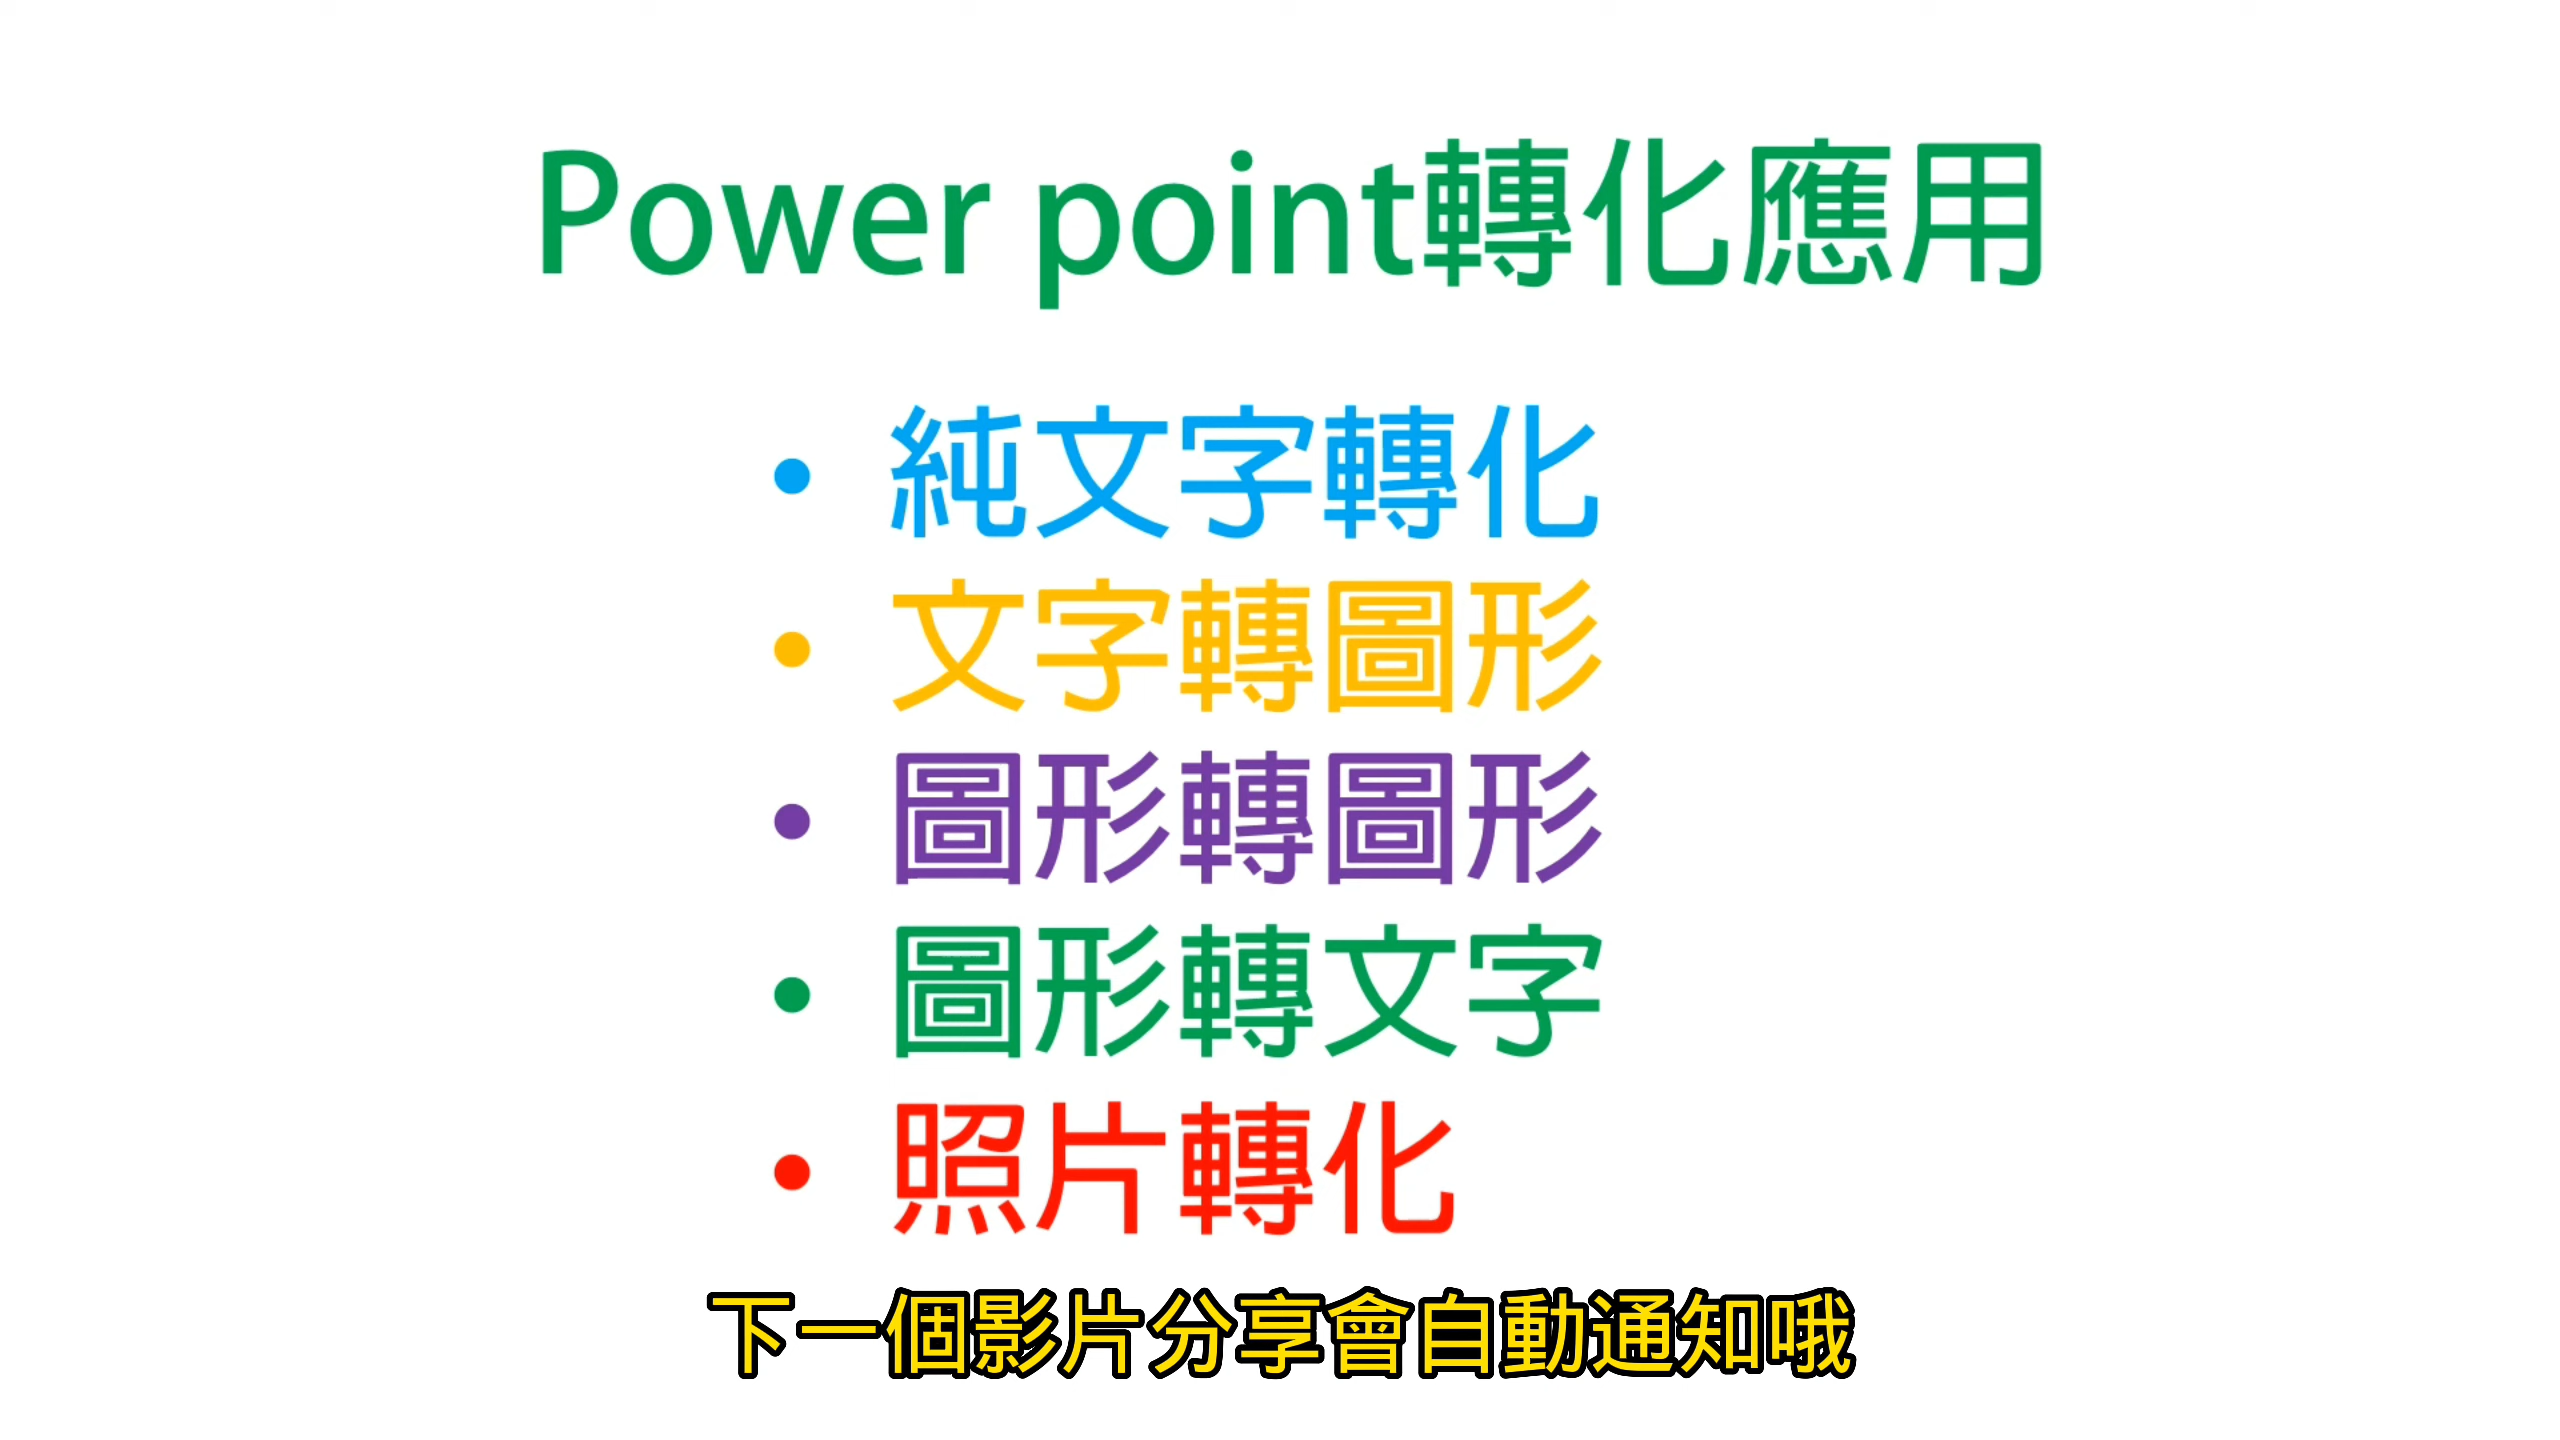 Power point轉化應用
• 純文字轉化
• 文字轉圖形
• 圖形轉圖形
• 圖形轉文字
• 照片轉化
下一個影片分享會自動通知哦